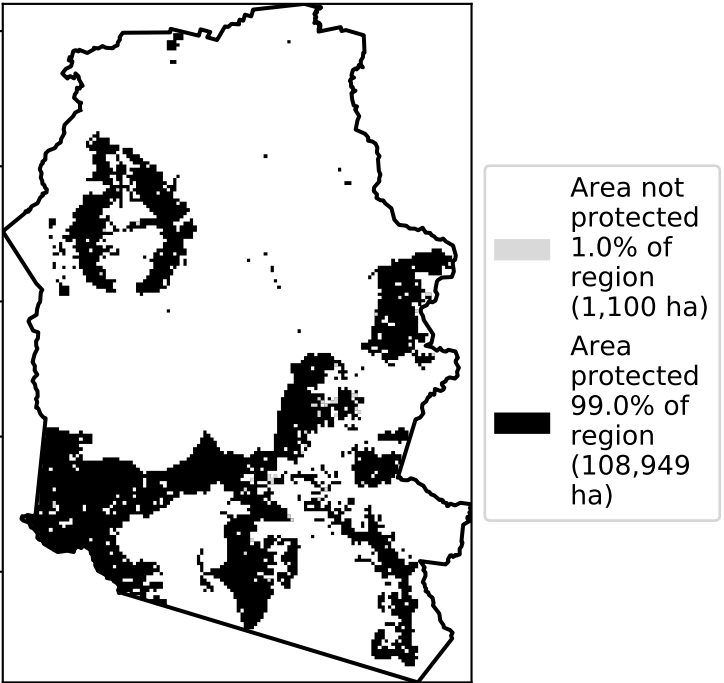 Area not
protected
1.0% of
region
(1,100 ha)
Area
protected
99.0% of
region
(108,949
ha)